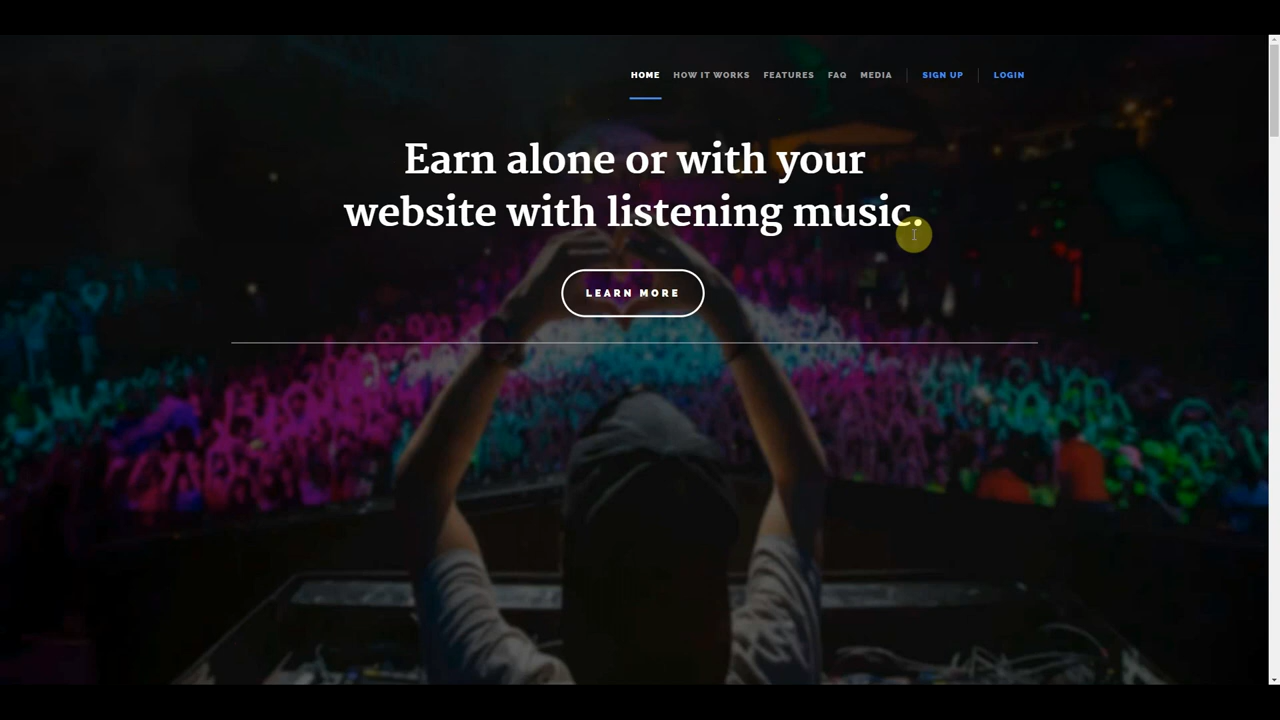 HOME HOW IT WORKS FEATURES FAQ MEDIA SIGN UP LOGIN
Earn alone or with your
website with listening music.
LEARN MORE